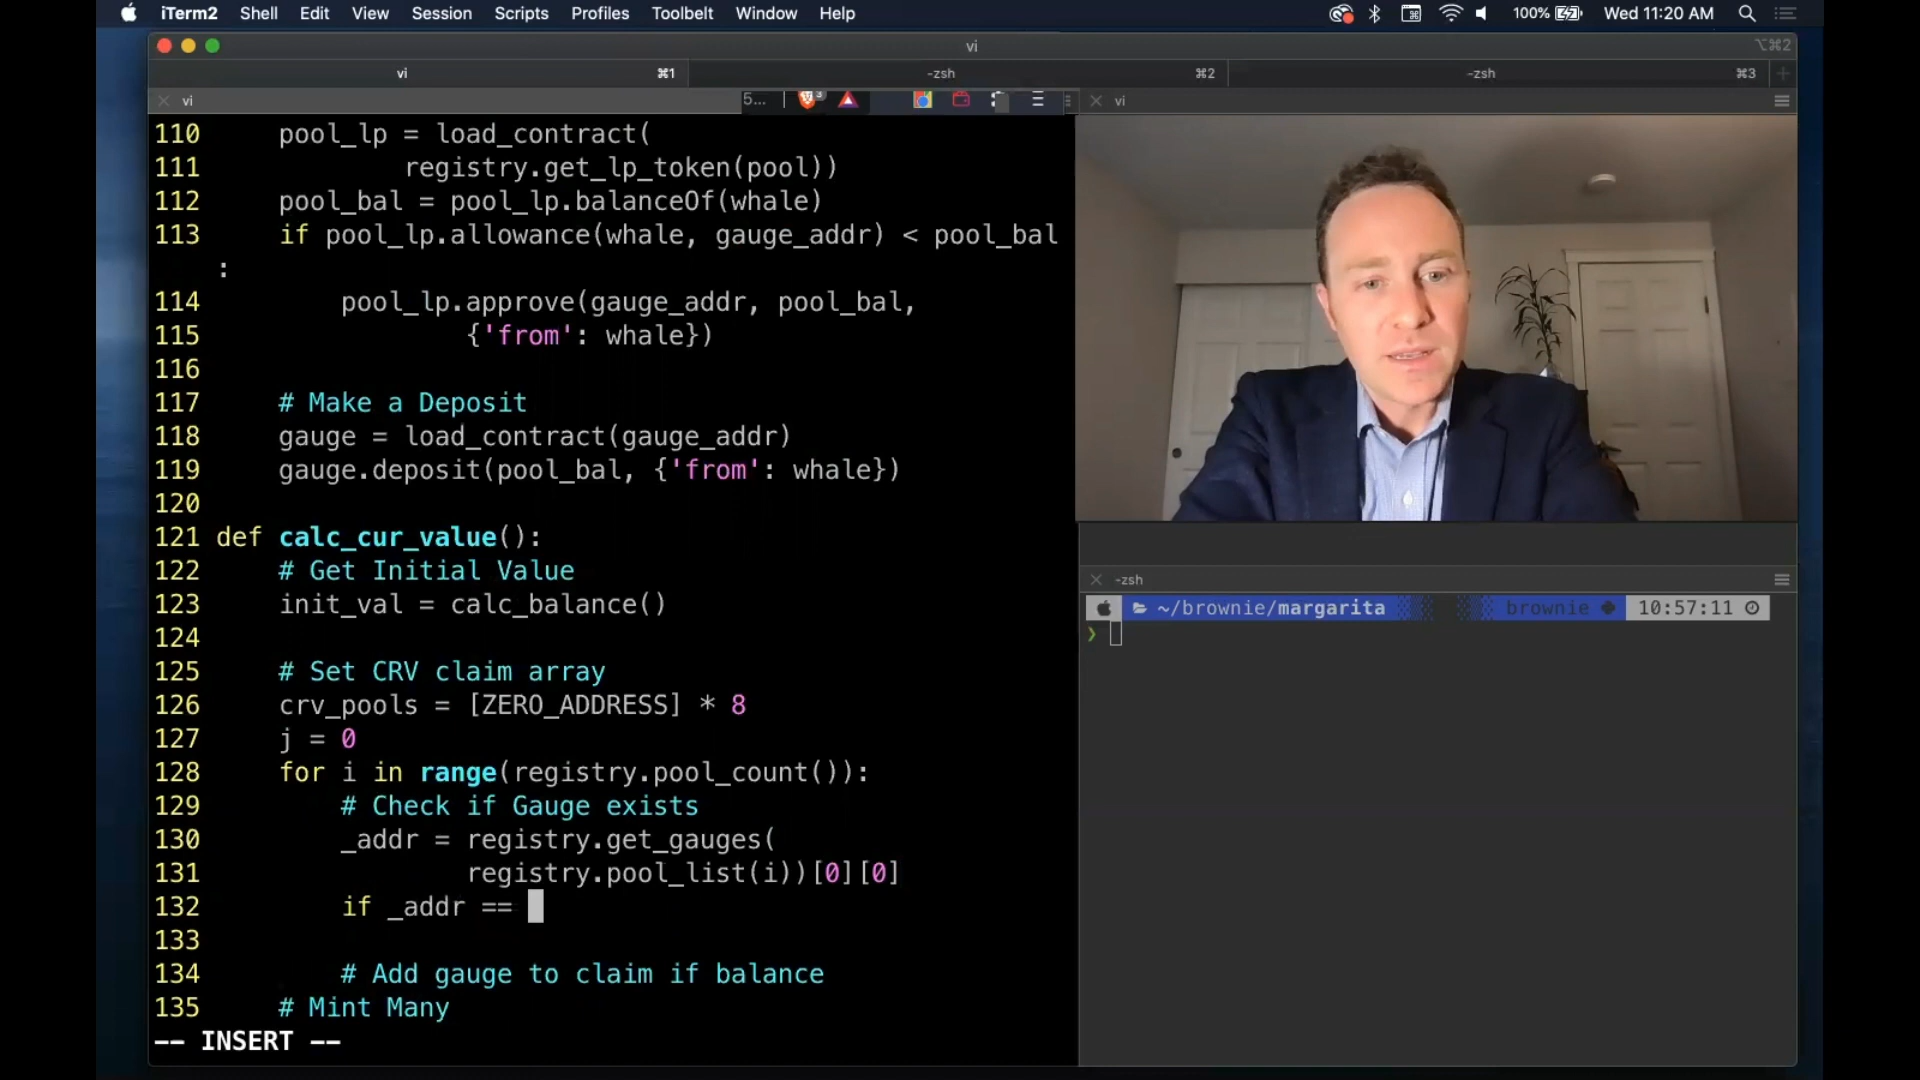 iTerm2 Shell Edit View Session Scripts Profiles Toolbelt Window Help 100% Wed 11:20 AM
vi ⌥⌘2
vi ⌘1 -zsh ⌘2 -zsh ⌘3
vi 5... 3 vi
110 pool_lp = load_contract(
111 registry.get_lp_token(pool))
112 pool_bal = pool_lp.balanceOf(whale)
113 if pool_lp.allowance(whale, gauge_addr) < pool_bal
:
114 pool_lp.approve(gauge_addr, pool_bal,
115 {'from': whale})
116
117 # Make a Deposit
118 gauge = load_contract(gauge_addr)
119 gauge.deposit(pool_bal, {'from': whale})
120
121 def calc_cur_value():
122 # Get Initial Value
123 init_val = calc_balance()
124
125 # Set CRV claim array
126 crv_pools = [ZERO_ADDRESS] * 8
127 j = 0
128 for i in range(registry.pool_count()):
129 # Check if Gauge exists
130 _addr = registry.get_gauges(
131 registry.pool_list(i))[0][0]
132 if _addr ==
133
134 # Add gauge to claim if balance
135 # Mint Many
-- INSERT --
-zsh
~/brownie/margarita brownie 10:57:11
❯